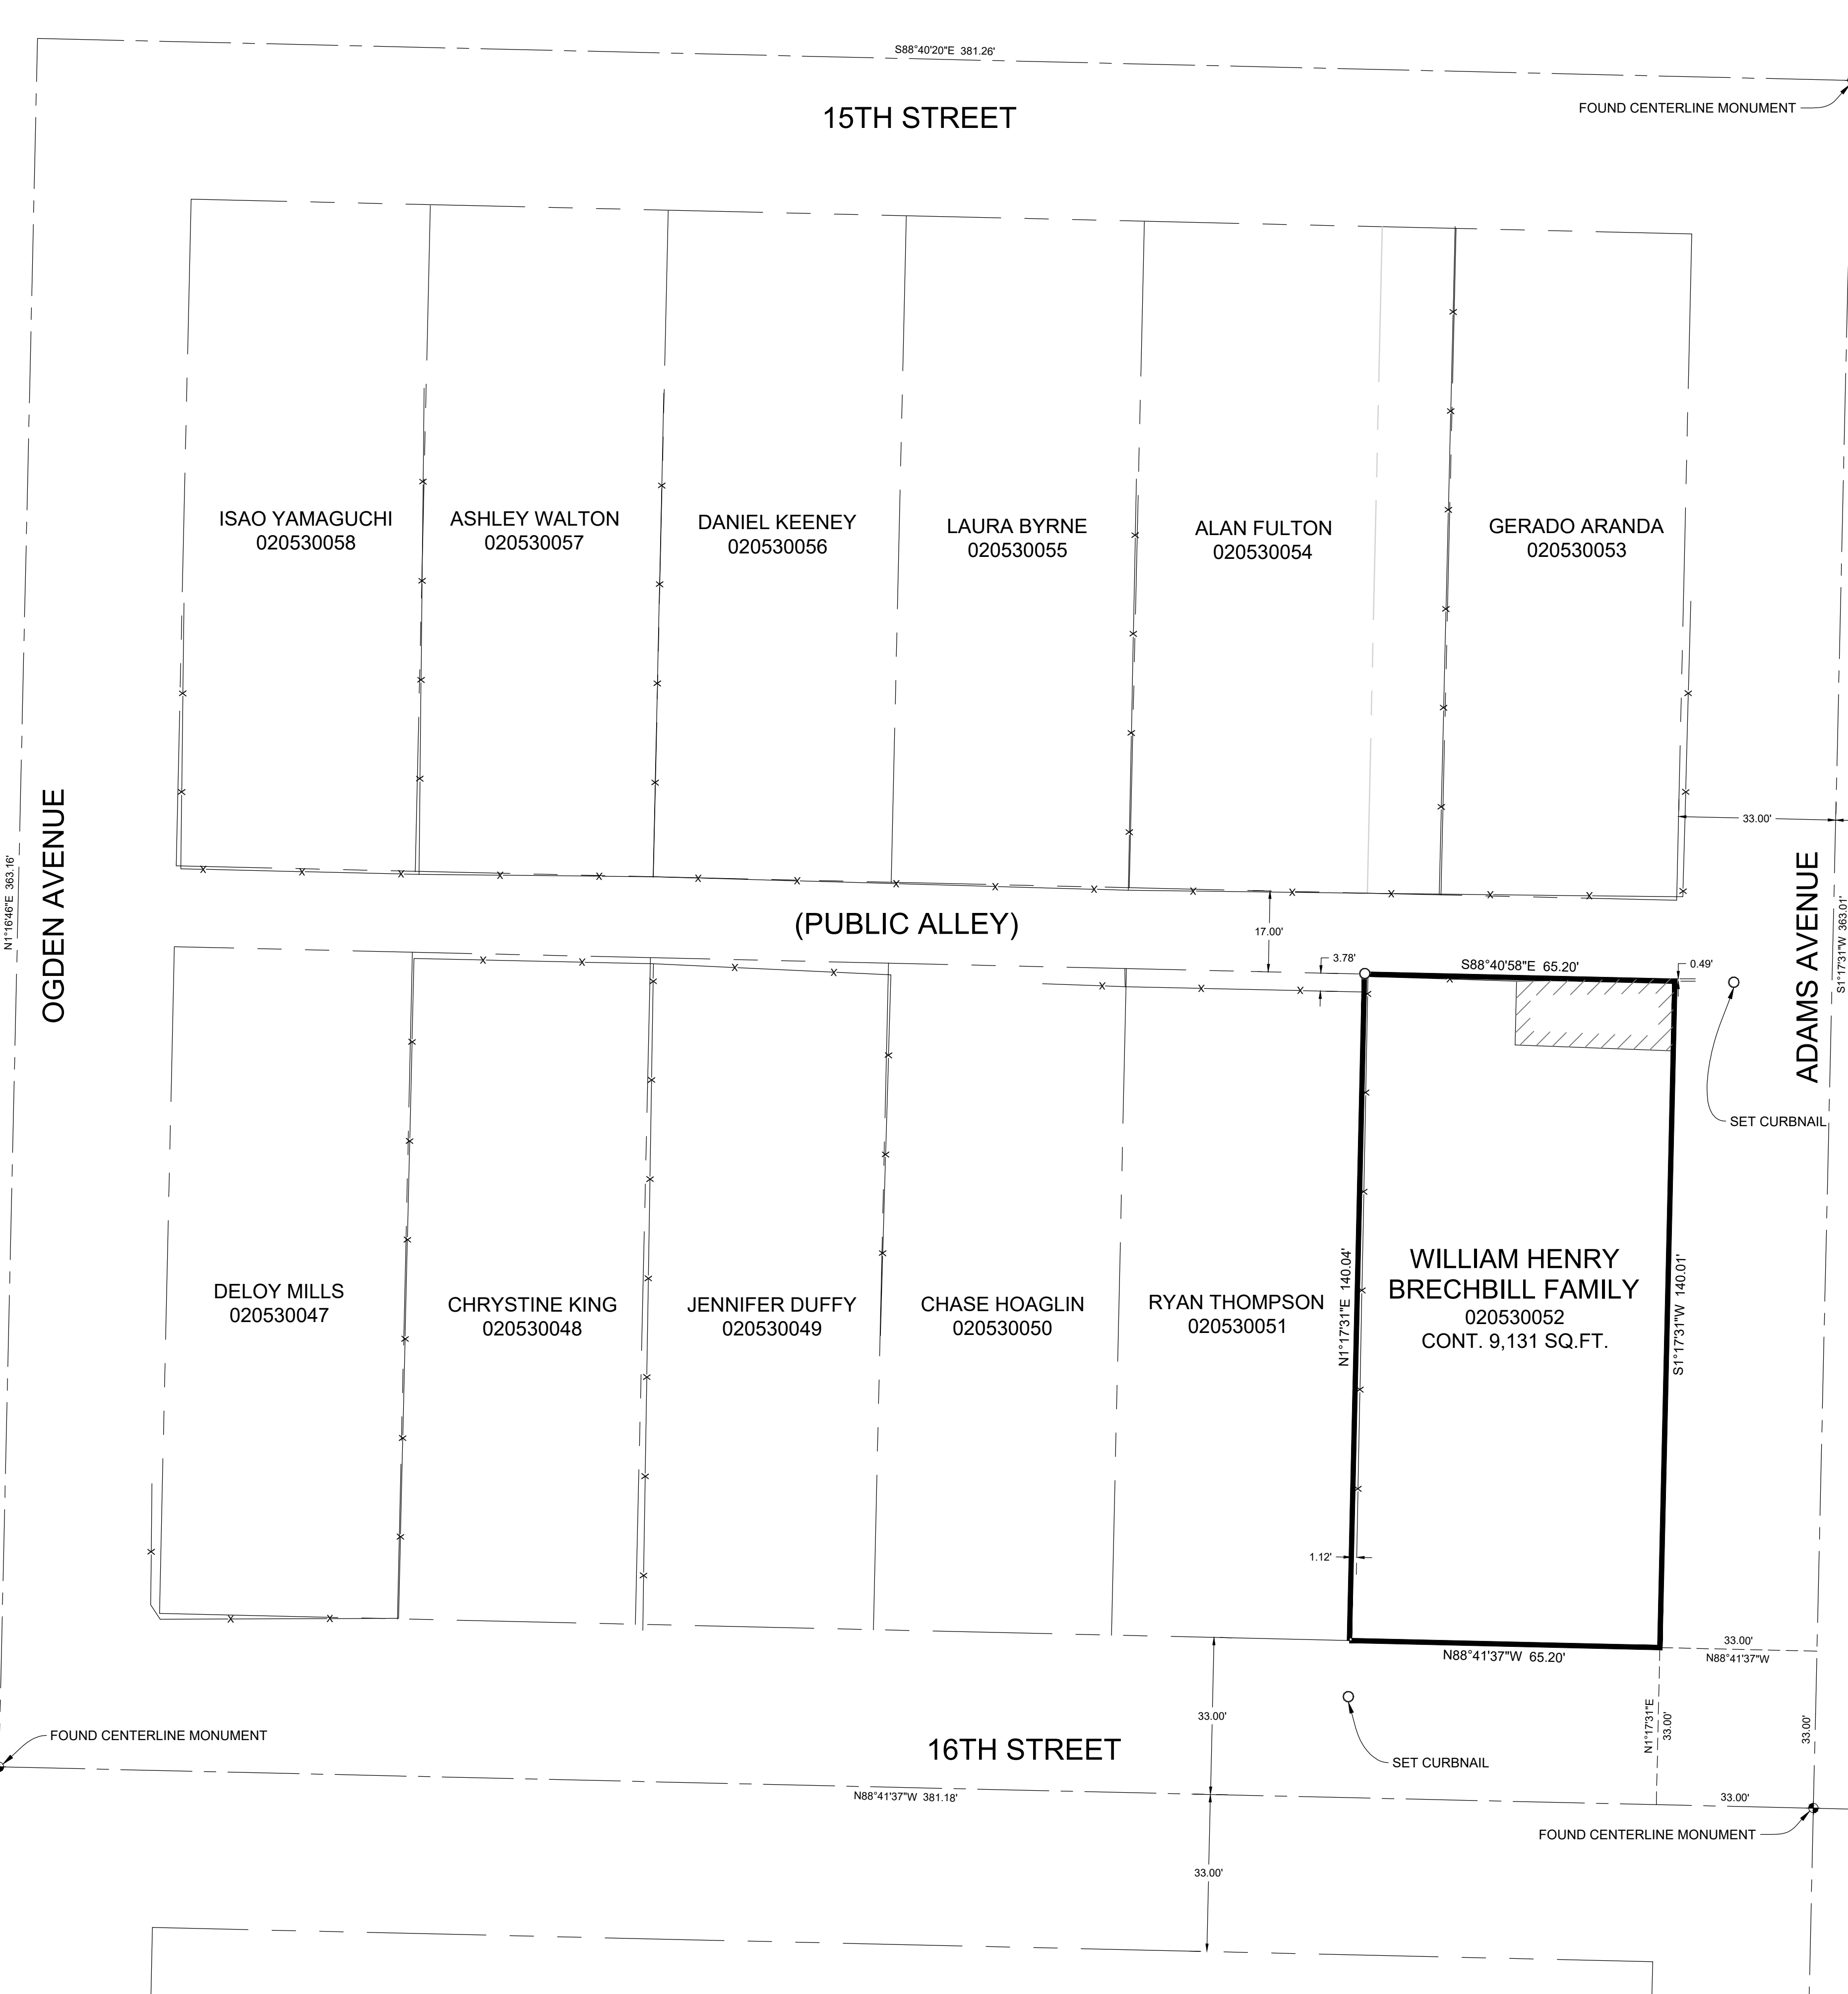 S88°40'20"E 381.26'
FOUND CENTERLINE MONUMENT
15TH STREET
ISAO YAMAGUCHI
020530058
ASHLEY WALTON
020530057
DANIEL KEENEY
020530056
LAURA BYRNE
020530055
ALAN FULTON
020530054
GERADO ARANDA
020530053
N1°16'46"E 363.16'
OGDEN AVENUE
33.00'
ADAMS AVENUE
S1°17'31"W 363.01'
(PUBLIC ALLEY)
17.00'
3.78'
S88°40'58"E 65.20'
0.49'
SET CURBNAIL
DELOY MILLS
020530047
CHRYSTINE KING
020530048
JENNIFER DUFFY
020530049
CHASE HOAGLIN
020530050
RYAN THOMPSON
020530051
N1°17'31"E 140.04'
WILLIAM HENRY
BRECHBILL FAMILY
020530052
CONT. 9,131 SQ.FT.
S1°17'31"W 140.01'
1.12'
N88°41'37"W 65.20'
33.00'
N88°41'37"W
N1°17'31"E
33.00'
33.00'
33.00'
FOUND CENTERLINE MONUMENT
16TH STREET
SET CURBNAIL
N88°41'37"W 381.18'
33.00'
FOUND CENTERLINE MONUMENT
33.00'